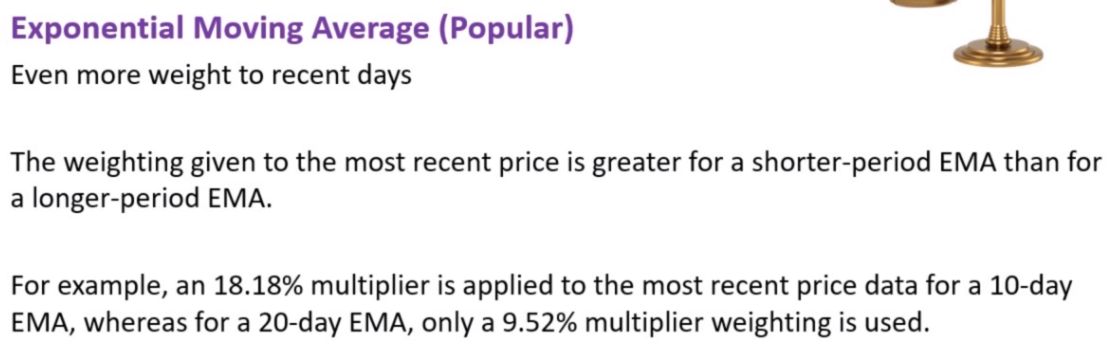 Exponential Moving Average (Popular)
Even more weight to recent days
The weighting given to the most recent price is greater for a shorter-period EMA than for
a longer-period EMA.
For example, an 18.18% multiplier is applied to the most recent price data for a 10-day
EMA, whereas for a 20-day EMA, only a 9.52% multiplier weighting is used.